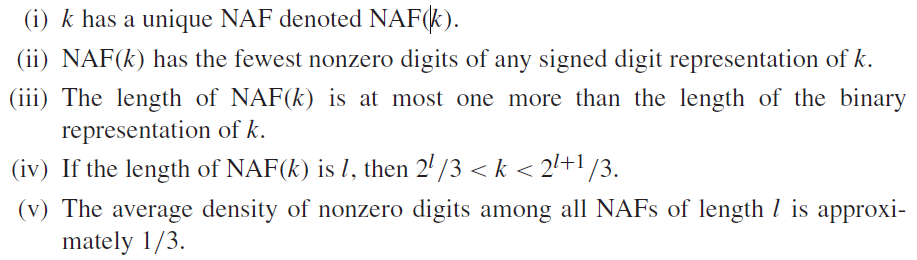 (i) k has a unique NAF denoted NAF(k).
(ii) NAF(k) has the fewest nonzero digits of any signed digit representation of k.
(iii) The length of NAF(k) is at most one more than the length of the binary
representation of k.
(iv) If the length of NAF(k) is l, then 2^l/3 < k < 2^{l+1}/3.
(v) The average density of nonzero digits among all NAFs of length l is approxi-
mately 1/3.